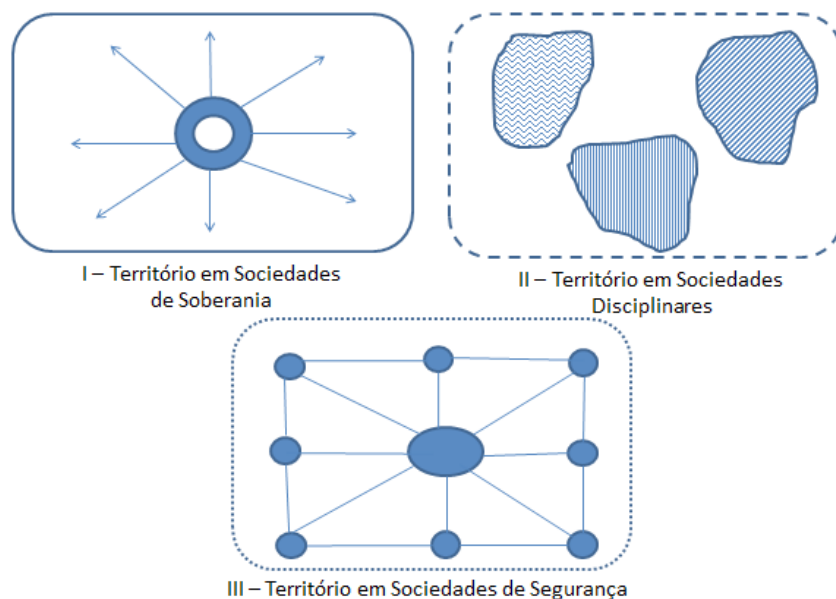 I – Território em Sociedades
de Soberania
II – Território em Sociedades
Disciplinares
III – Território em Sociedades de Segurança